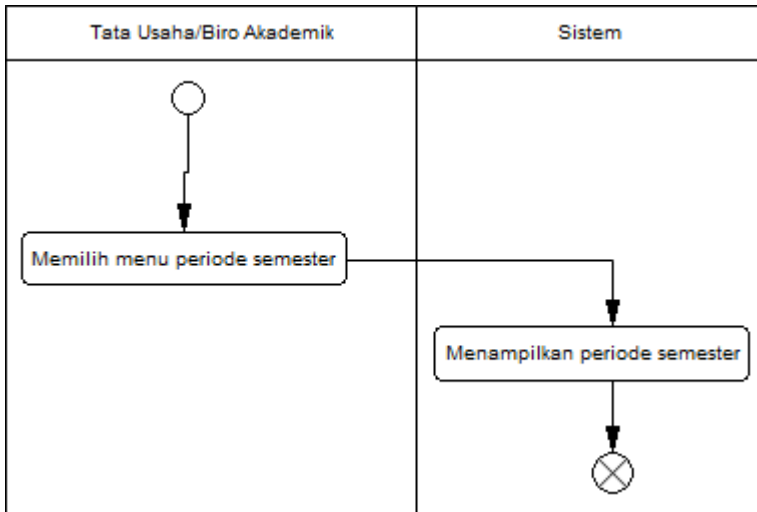 Tata Usaha/Biro Akademik
Sistem
Memilih menu periode semester
Menampilkan periode semester